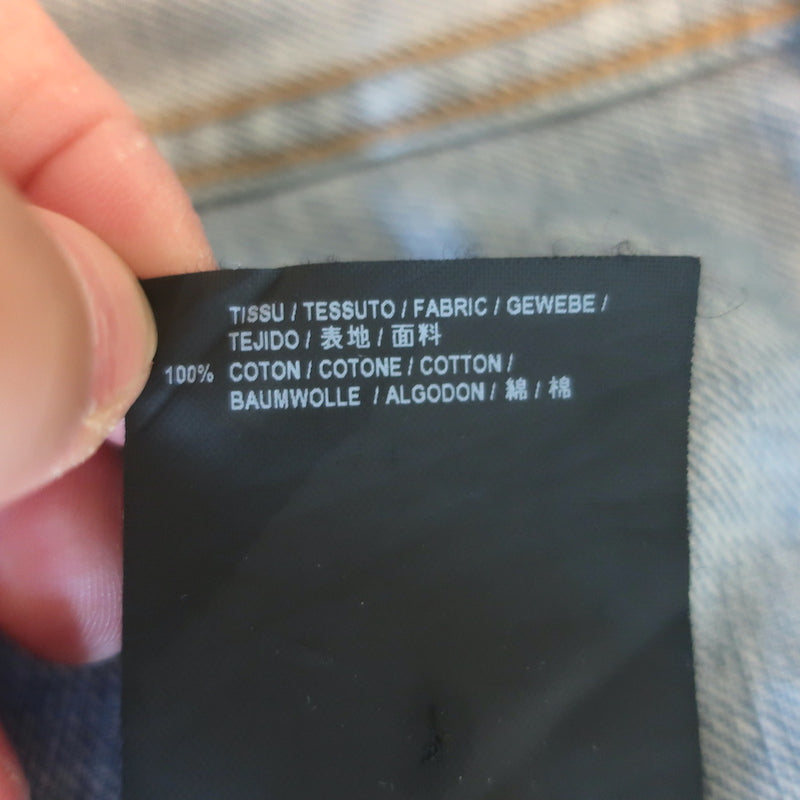 TISSU / TESSUTO / FABRIC / GEWEBE /
TEJIDO / 表地 / 面料
100% COTON / COTONE / COTTON /
BAUMWOLLE / ALGODON / 綿 / 棉